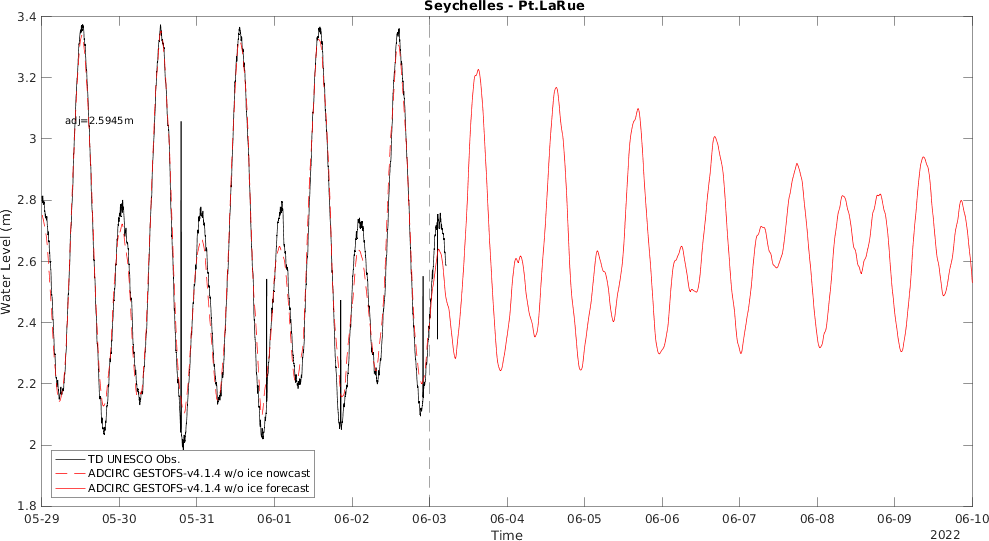 Seychelles - Pt.LaRue
3.4
3.2
3
2.8
2.6
2.4
2.2
2
1.8
Water Level (m)
adj=2.5945m
TD UNESCO Obs.
ADCIRC GESTOFS-v4.1.4 w/o ice nowcast
ADCIRC GESTOFS-v4.1.4 w/o ice forecast
05-29 05-30 05-31 06-01 06-02 06-03 06-04 06-05 06-06 06-07 06-08 06-09 06-10
Time
2022